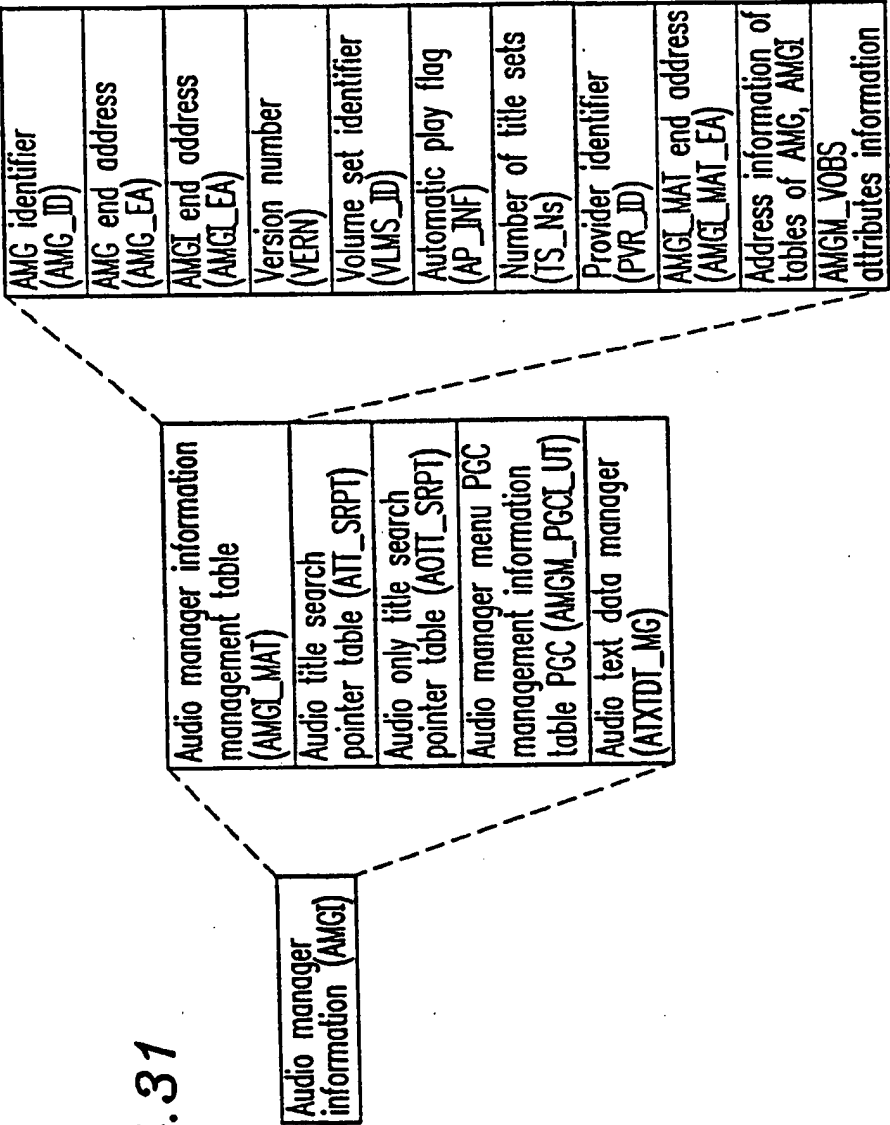 .31
Audio manager
information (AMGI)
Audio manager information
management table
(AMGI_MAT)
Audio title search
pointer table (ATT_SRPT)
Audio only title search
pointer table (AOTT_SRPT)
Audio manager menu PGC
management information
table PGC (AMGM_PGCI_UT)
Audio text data manager
(ATXTDT_MG)
AMG identifier
(AMG_ID)
AMG end address
(AMG_EA)
AMGI end address
(AMGI_EA)
Version number
(VERN)
Volume set identifier
(VLMS_ID)
Automatic play flag
(AP_INF)
Number of title sets
(TS_Ns)
Provider identifier
(PVR_ID)
AMGI_MAT end address
(AMGI_MAT_EA)
Address information of
tables of AMG, AMGI
AMGM_VOBS
attributes information